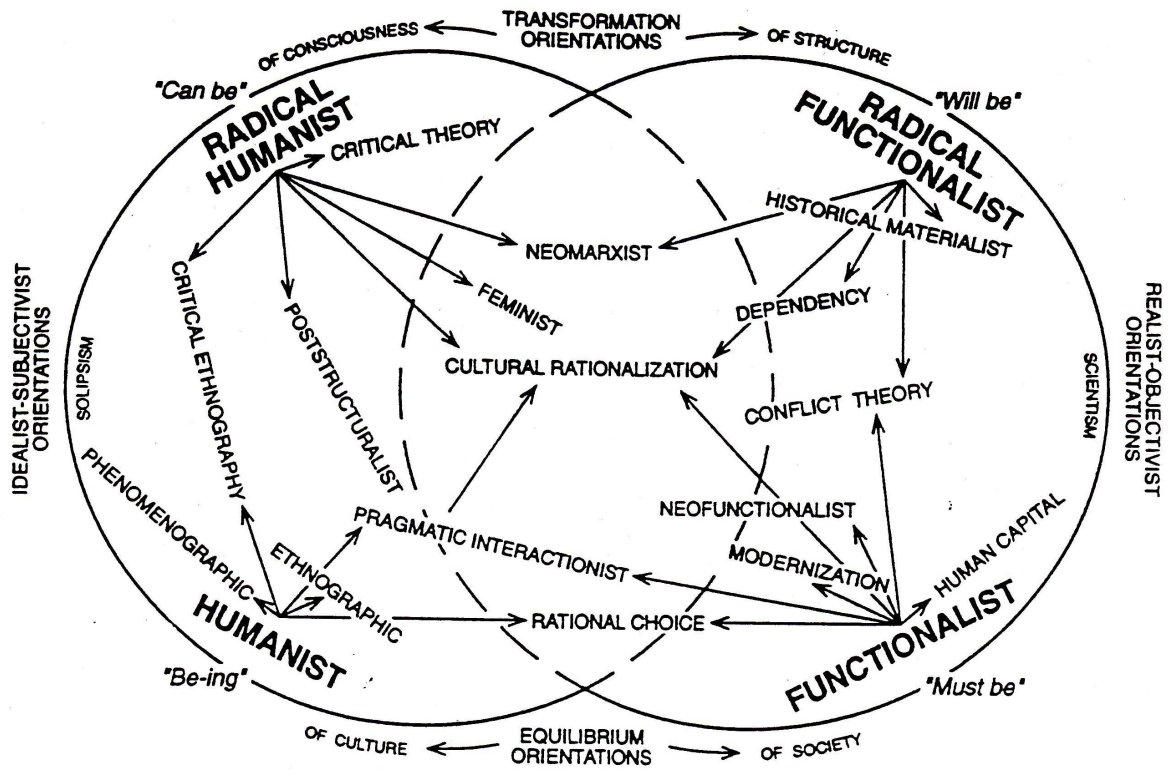 TRANSFORMATION
ORIENTATIONS
OF CONSCIOUSNESS
OF STRUCTURE
"Can be"
"Will be"
RADICAL
HUMANIST
RADICAL
FUNCTIONALIST
CRITICAL THEORY
HISTORICAL MATERIALIST
NEOMARXIST
FEMINIST
DEPENDENCY
CRITICAL ETHNOGRAPHY
POSTSTRUCTURALIST
IDEALIST-SUBJECTIVIST
ORIENTATIONS
SOLIPSISM
CULTURAL RATIONALIZATION
CONFLICT THEORY
SCIENTISM
REALIST-OBJECTIVIST
ORIENTATIONS
PHENOMENOGRAPHIC
PRAGMATIC INTERACTIONIST
NEOFUNCTIONALIST
HUMAN CAPITAL
ETHNOGRAPHIC
MODERNIZATION
HUMANIST
RATIONAL CHOICE
FUNCTIONALIST
"Be-ing"
"Must be"
OF CULTURE
EQUILIBRIUM
ORIENTATIONS
OF SOCIETY